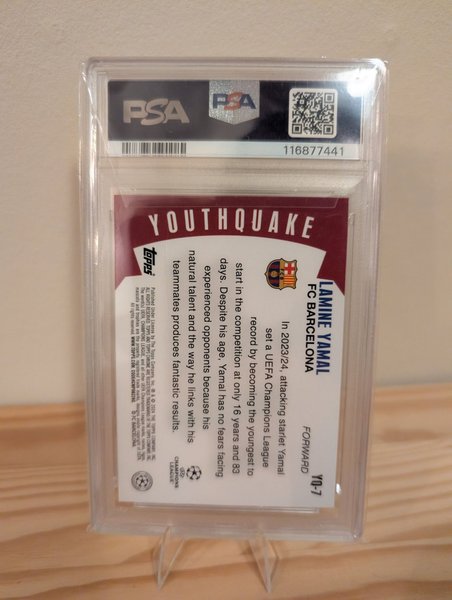 PSA
PSA
116877441
YOUTHQUAKE
YQ-7
LAMINE YAMAL
FC BARCELONA
FORWARD
In 2023/24, attacking starlet Yamal
set a UEFA Champions League
record by becoming the youngest to
start in the competition at only 16 years and 83
days. Despite his age, Yamal has no fears facing
experienced opponents because his
natural talent and the way he links with his
teammates produces fantastic results.
topps
UEFA
CHAMPIONS
LEAGUE